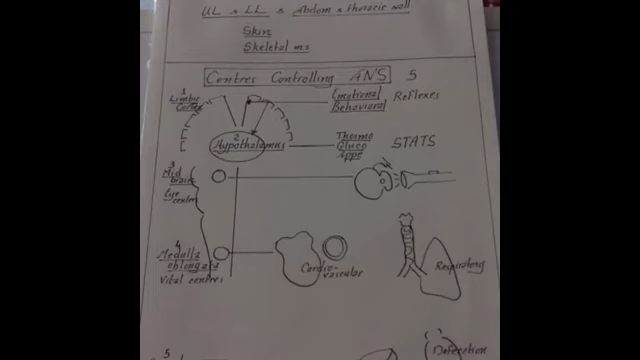 UL & LL & Abdom & thoracic wall
Skin
Skeletal ms
Centres Controlling ANS 5
1
Limbic
Cortex
Emotional
Behavioral
Reflexes
2
Hypothalamus
Thermo
Gluco
Appe
STATS
3
Mid
brain
Eye
centres
4
Medulla
oblongata
Vital centres
Cardio-
vascular
Respiratory
5
Defecation